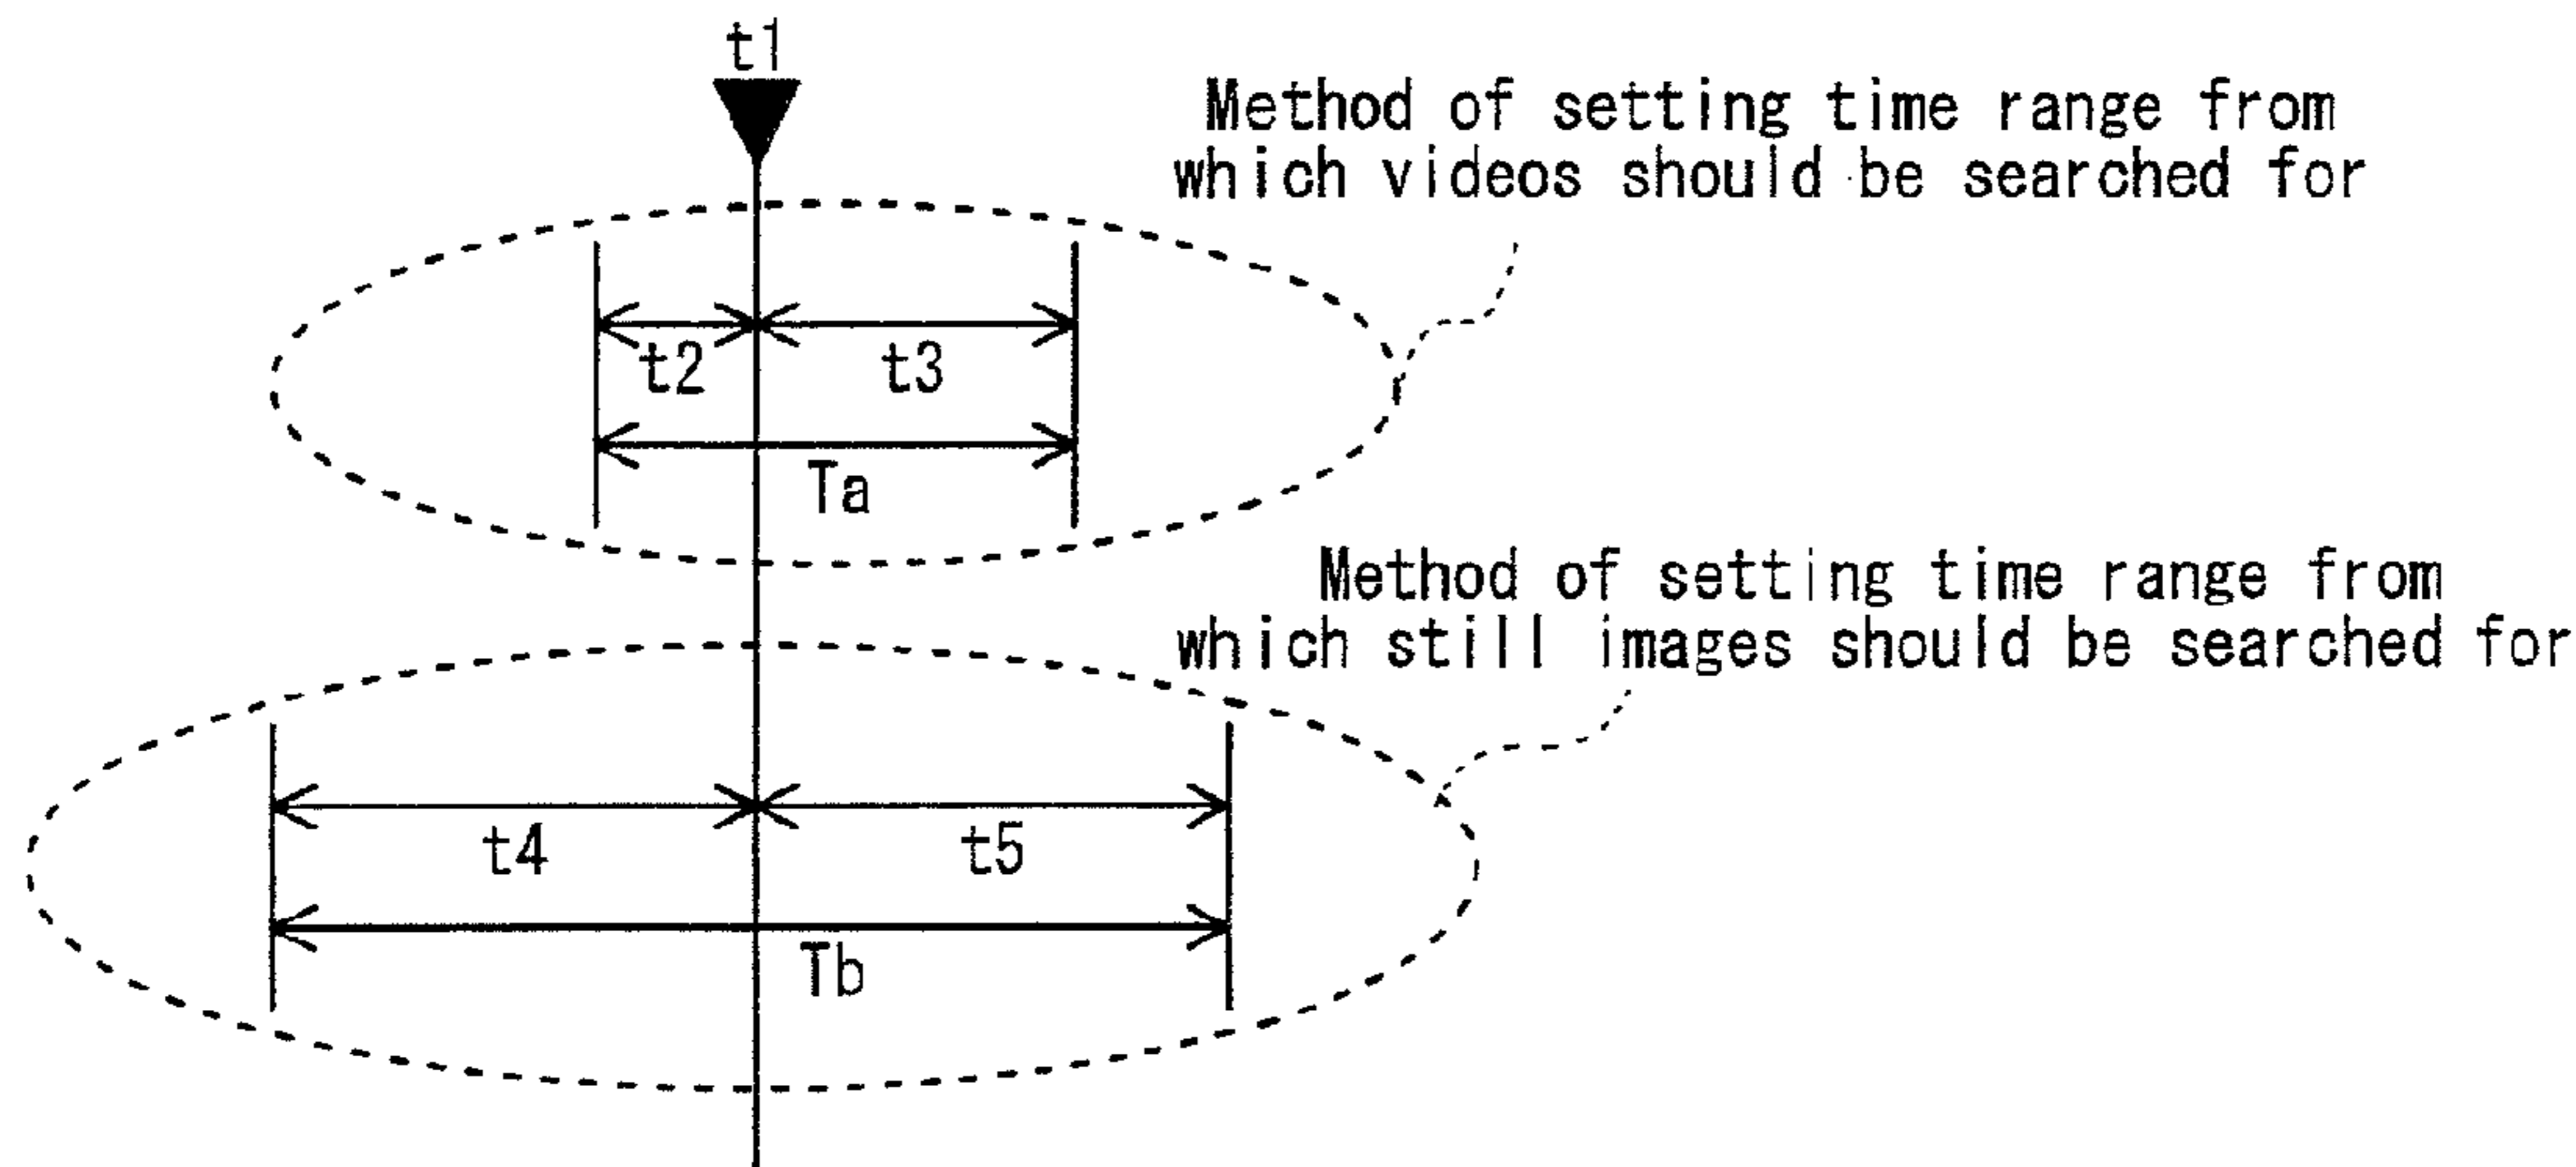 t1
Method of setting time range from
which videos should be searched for
t2
t3
Ta
Method of setting time range from
which still images should be searched for
t4
t5
Tb